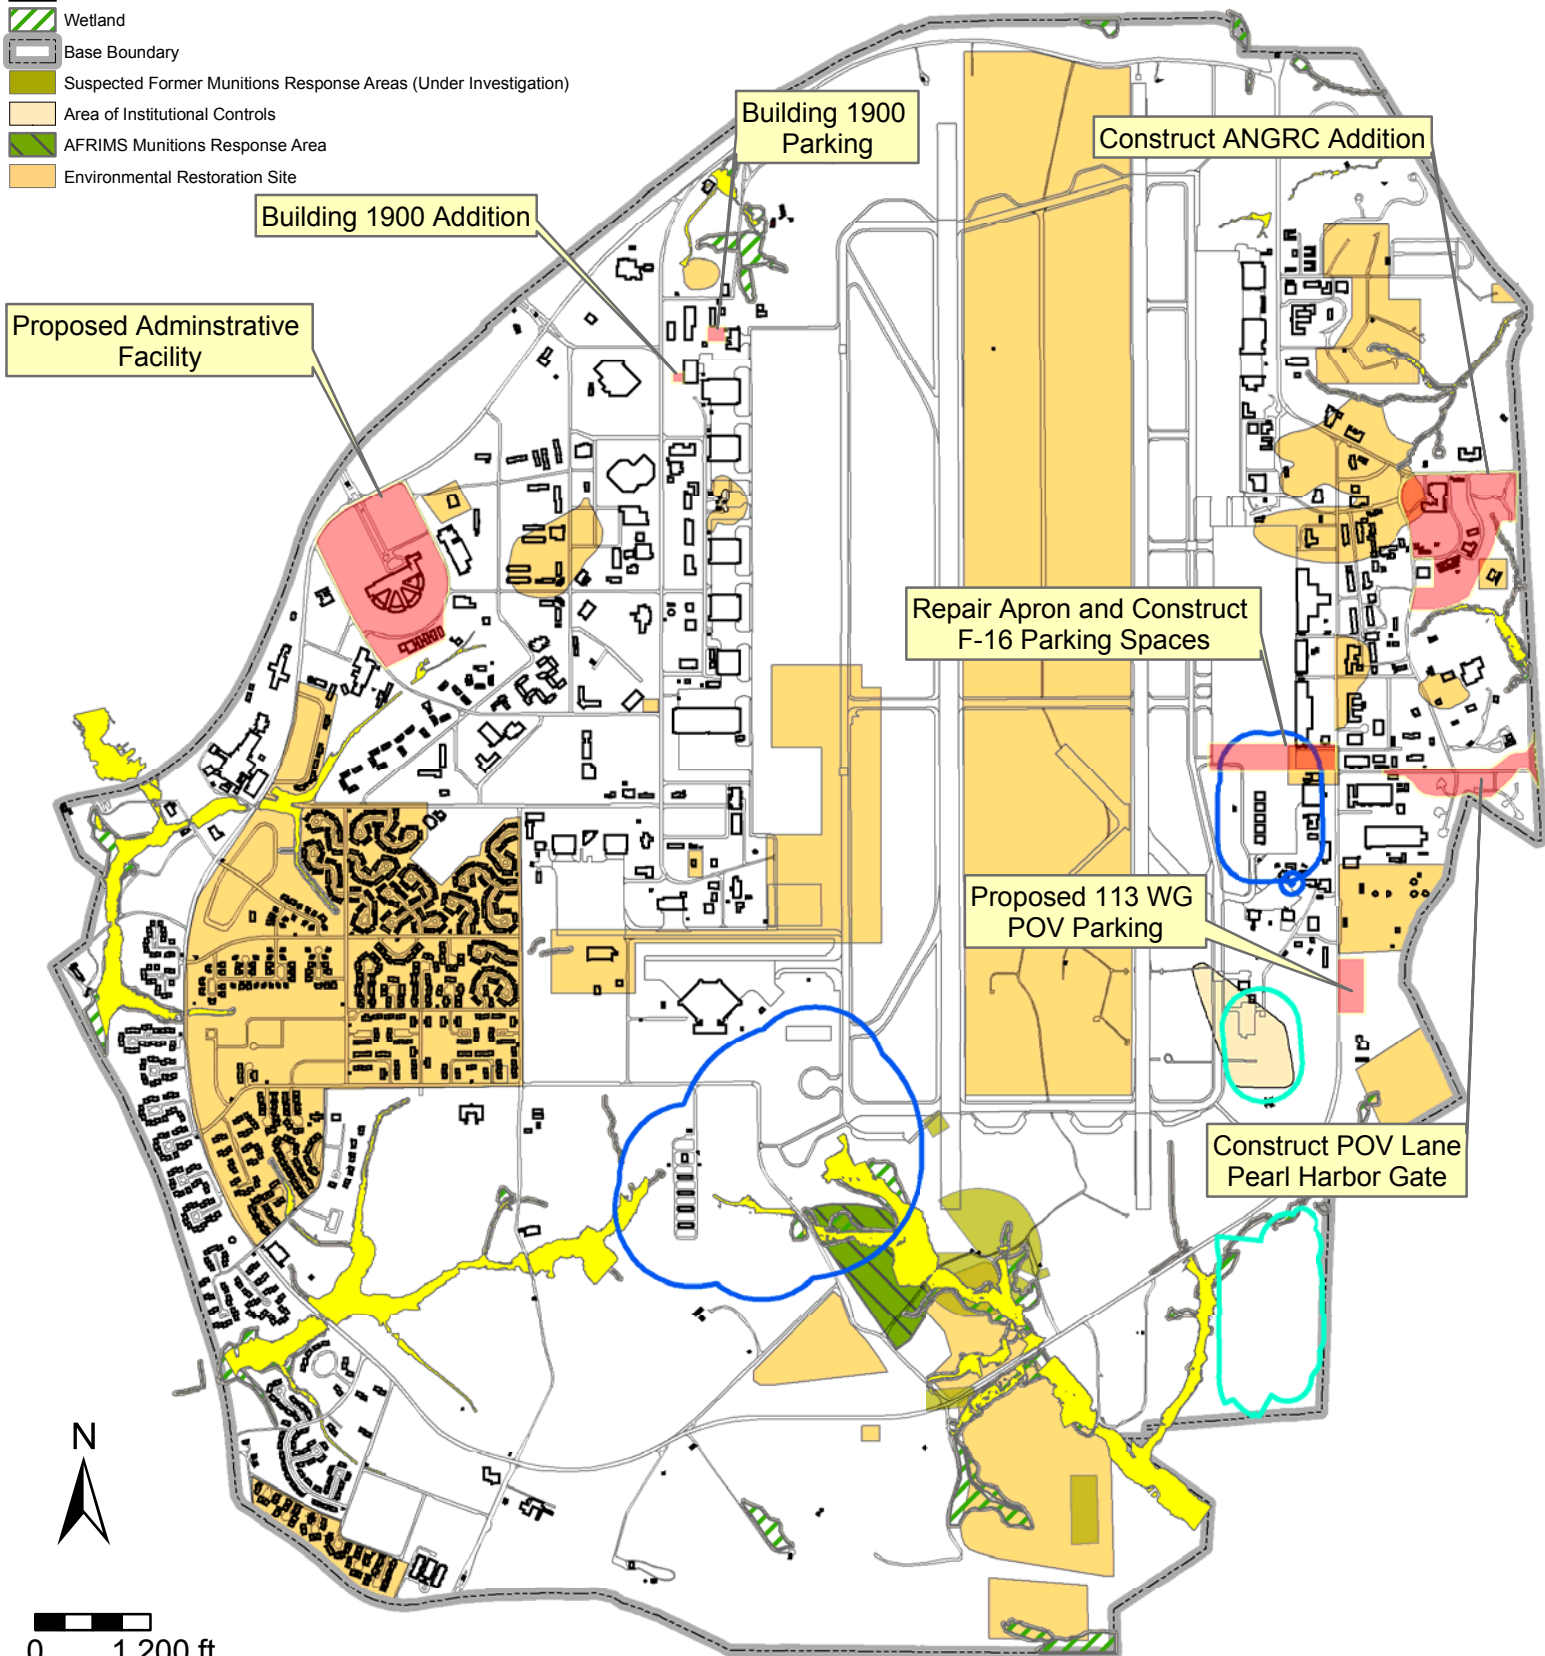 Wetland
Base Boundary
Suspected Former Munitions Response Areas (Under Investigation)
Area of Institutional Controls
AFRIMS Munitions Response Area
Environmental Restoration Site
Building 1900
Parking
Construct ANGRC Addition
Building 1900 Addition
Proposed Adminstrative
Facility
Repair Apron and Construct
F-16 Parking Spaces
Proposed 113 WG
POV Parking
Construct POV Lane
Pearl Harbor Gate
N
0 1,200 ft